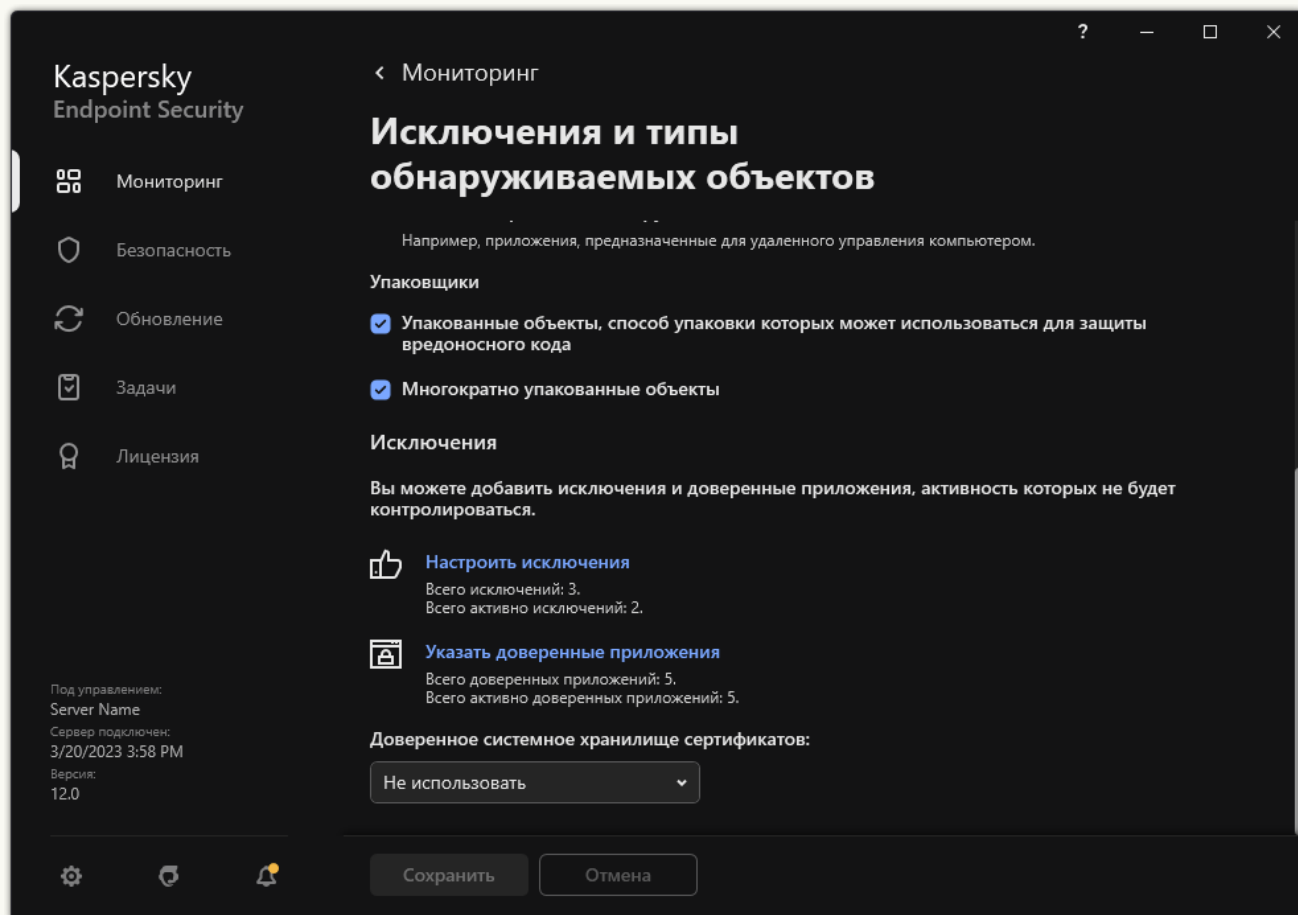 ?
Kaspersky
Endpoint Security
Мониторинг
Безопасность
Обновление
Задачи
Лицензия
Под управлением:
Server Name
Сервер подключен:
3/20/2023 3:58 PM
Версия:
12.0
Мониторинг
Исключения и типы
обнаруживаемых объектов
Например, приложения, предназначенные для удаленного управления компьютером.
Упаковщики
Упакованные объекты, способ упаковки которых может использоваться для защиты
вредоносного кода
Многократно упакованные объекты
Исключения
Вы можете добавить исключения и доверенные приложения, активность которых не будет
контролироваться.
Настроить исключения
Всего исключений: 3.
Всего активно исключений: 2.
Указать доверенные приложения
Всего доверенных приложений: 5.
Всего активно доверенных приложений: 5.
Доверенное системное хранилище сертификатов:
Не использовать
Сохранить
Отмена